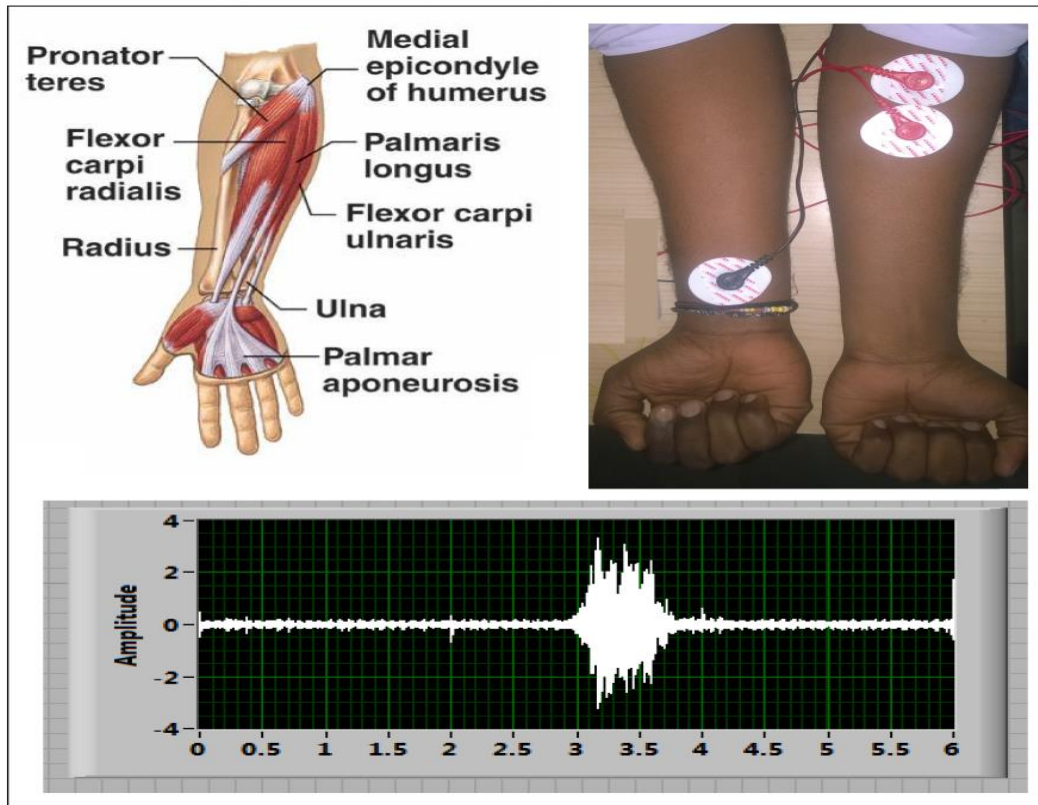 Pronator
teres
Medial
epicondyle
of humerus
Flexor
carpi
radialis
Palmaris
longus
Flexor carpi
ulnaris
Radius
Ulna
Palmar
aponeurosis
Amplitude
4
2
0
-2
-4
0 0.5 1 1.5 2 2.5 3 3.5 4 4.5 5 5.5 6